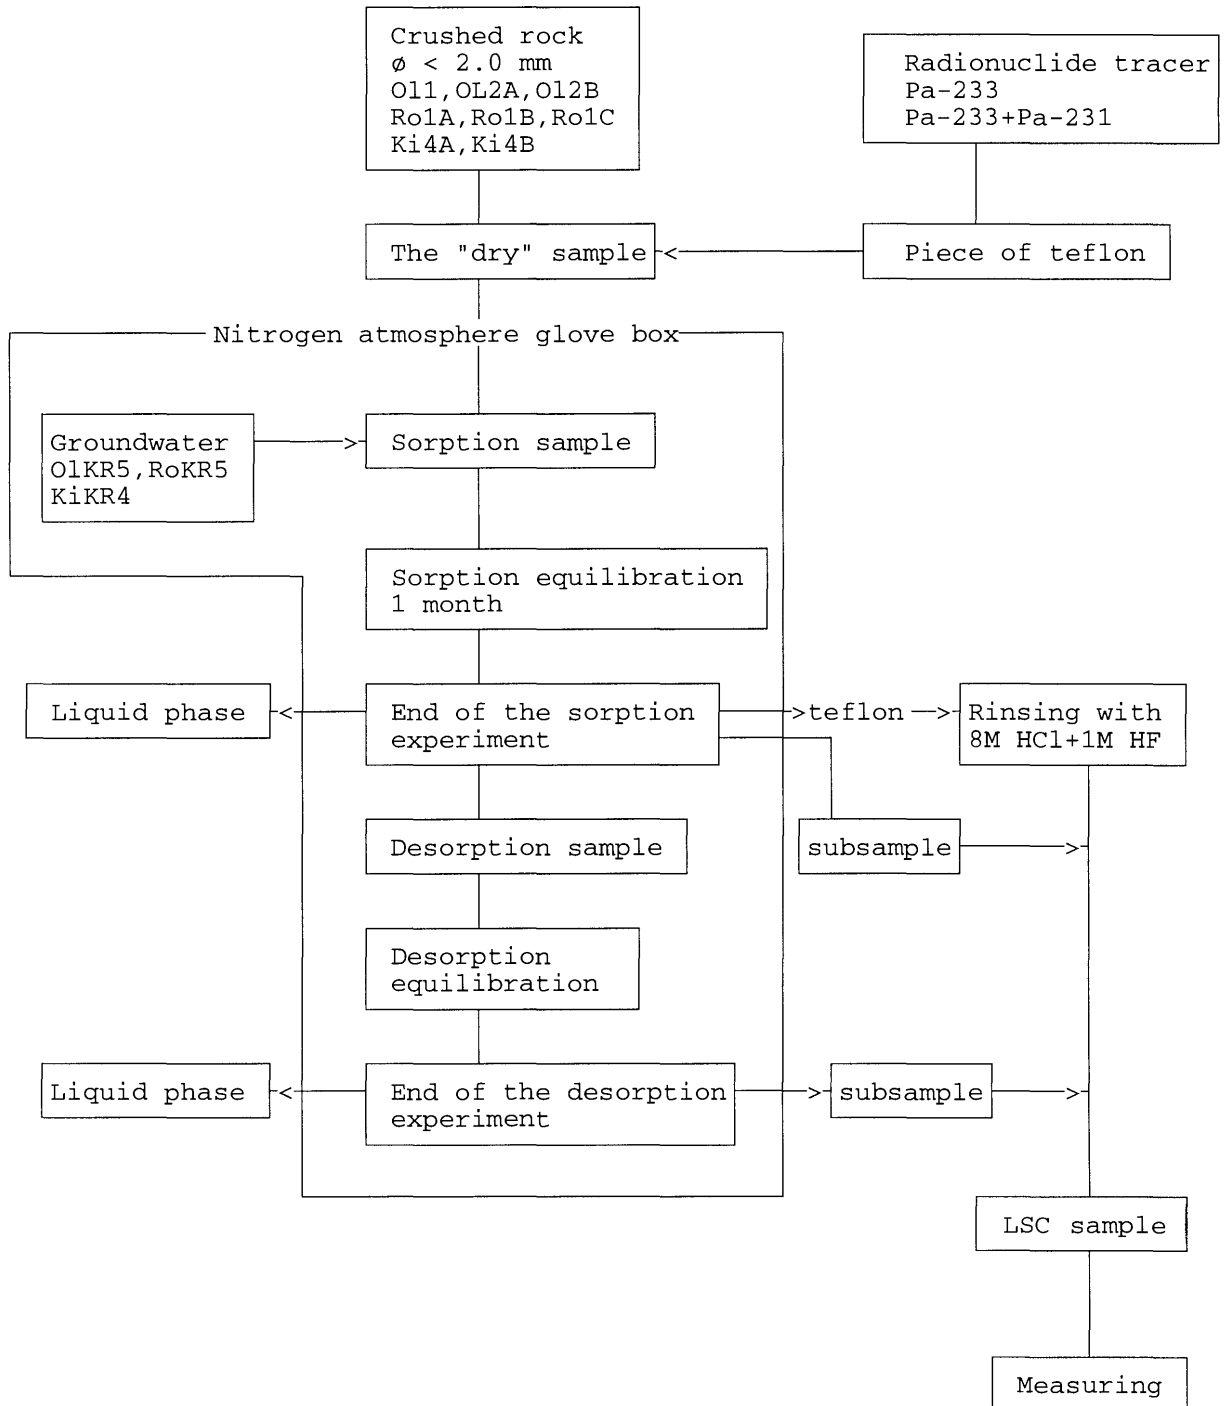 Crushed rock
ø < 2.0 mm
Ol1,OL2A,Ol2B
Ro1A,Ro1B,Ro1C
Ki4A,Ki4B
Radionuclide tracer
Pa-233
Pa-233+Pa-231
The "dry" sample
Piece of teflon
Nitrogen atmosphere glove box
Groundwater
OlKR5,RoKR5
KiKR4
Sorption sample
Sorption equilibration
1 month
Liquid phase
End of the sorption
experiment
teflon
Rinsing with
8M HCl+1M HF
Desorption sample
subsample
Desorption
equilibration
Liquid phase
End of the desorption
experiment
subsample
LSC sample
Measuring